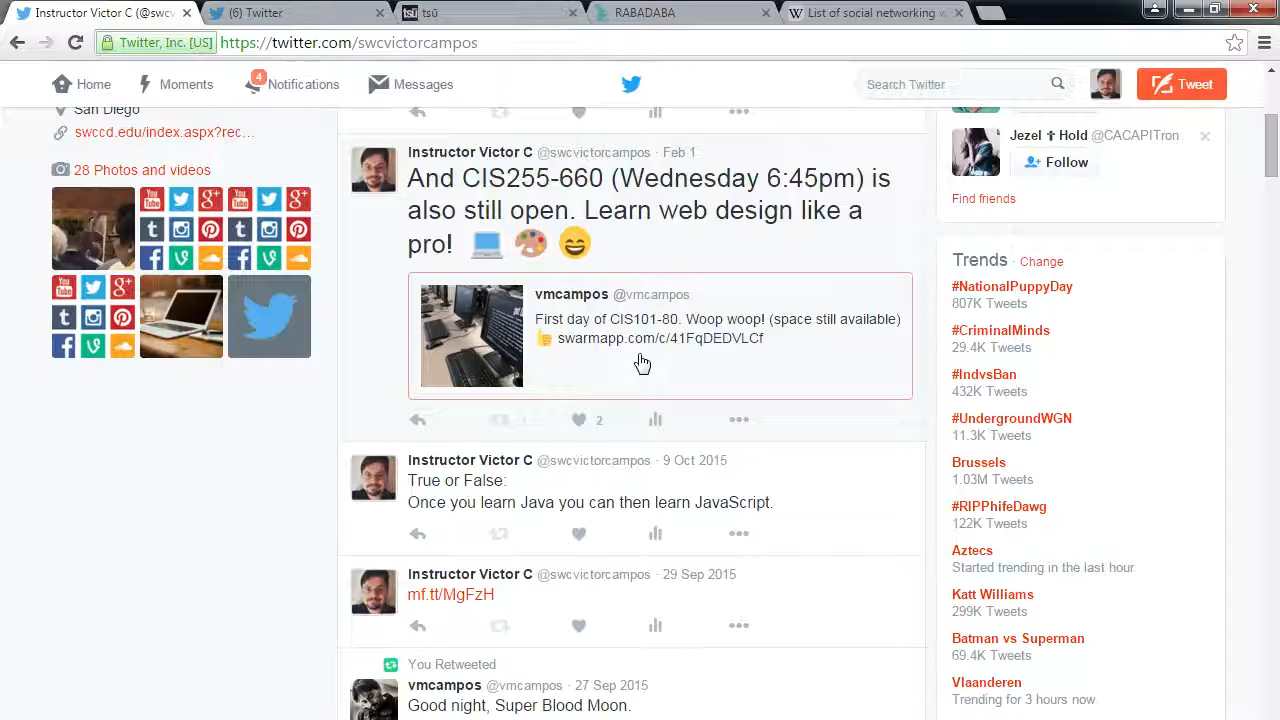 Instructor Victor C (@swcv
(6) Twitter
tsū
RABADABA
List of social networking
Twitter, Inc. [US]
https://twitter.com/swcvictorcampos
Home
Moments
4
Notifications
Messages
Search Twitter
Tweet
San Diego
swccd.edu/index.aspx?rec...
28 Photos and videos
Instructor Victor C @swcvictorcampos · Feb 1
And CIS255-660 (Wednesday 6:45pm) is
also still open. Learn web design like a
pro!
vmcampos @vmcampos
First day of CIS101-80. Woop woop! (space still available)
swarmapp.com/c/41FqDEDVLCf
1
2
Instructor Victor C @swcvictorcampos · 9 Oct 2015
True or False:
Once you learn Java you can then learn JavaScript.
Instructor Victor C @swcvictorcampos · 29 Sep 2015
mf.tt/MgFzH
You Retweeted
vmcampos @vmcampos · 27 Sep 2015
Good night, Super Blood Moon.
Jezel ✝ Hold @CACAPITron
Follow
Find friends
Trends · Change
#NationalPuppyDay
807K Tweets
#CriminalMinds
29.4K Tweets
#IndvsBan
432K Tweets
#UndergroundWGN
11.3K Tweets
Brussels
1.03M Tweets
#RIPPhifeDawg
122K Tweets
Aztecs
Started trending in the last hour
Katt Williams
299K Tweets
Batman vs Superman
69.4K Tweets
Vlaanderen
Trending for 3 hours now